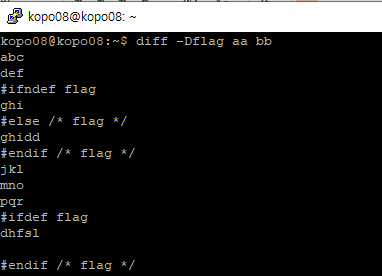 kopo08@kopo08: ~
kopo08@kopo08:~$ diff -Dflag aa bb
abc
def
#ifndef flag
ghi
#else /* flag */
ghidd
#endif /* flag */
jkl
mno
pqr
#ifdef flag
dhfsl
#endif /* flag */